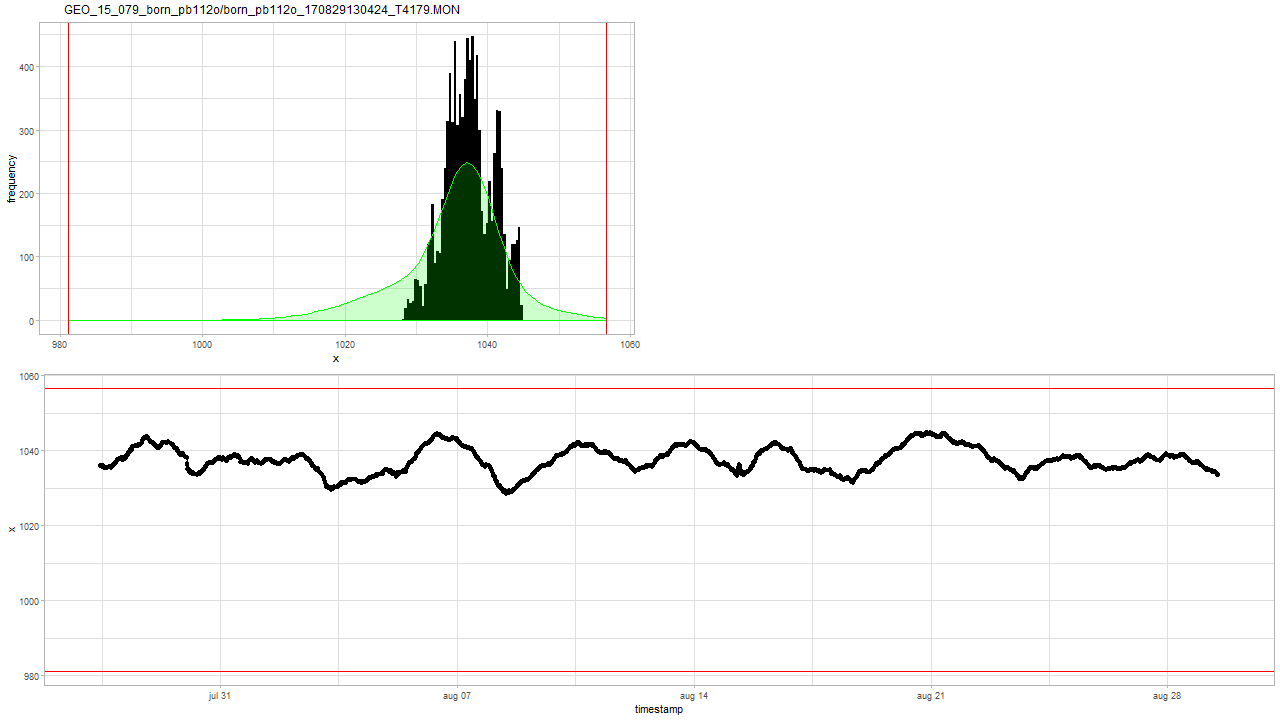 GEO_15_079_born_pb112o/born_pb112o_170829130424_T4179.MON
frequency
400
300
200
100
0
980 1000 1020 1040 1060
x
1060
1040
1020
1000
980
x
jul 31 aug 07 aug 14 aug 21 aug 28
timestamp